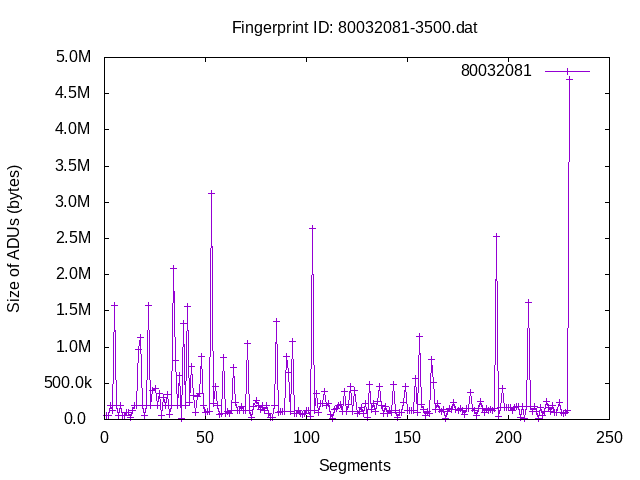 Fingerprint ID: 80032081-3500.dat
80032081
Size of ADUs (bytes)
5.0M
4.5M
4.0M
3.5M
3.0M
2.5M
2.0M
1.5M
1.0M
500.0k
0.0
0 50 100 150 200 250
Segments